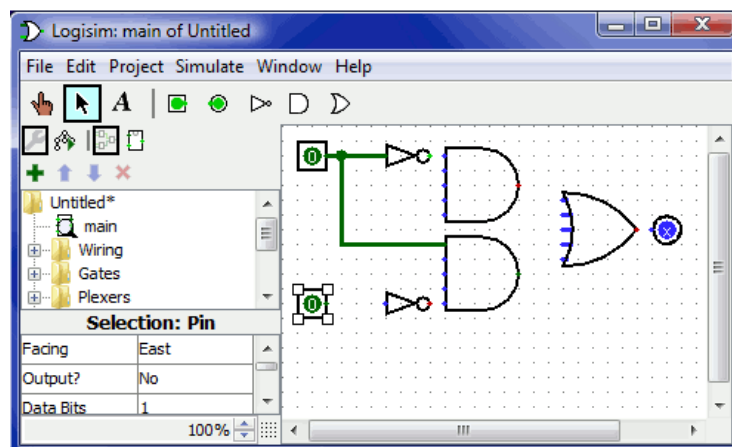 Logisim: main of Untitled
File Edit Project Simulate Window Help
A
Untitled*
main
Wiring
Gates
Plexers
Selection: Pin
Facing East
Output? No
Data Bits 1
100%
0
0
x